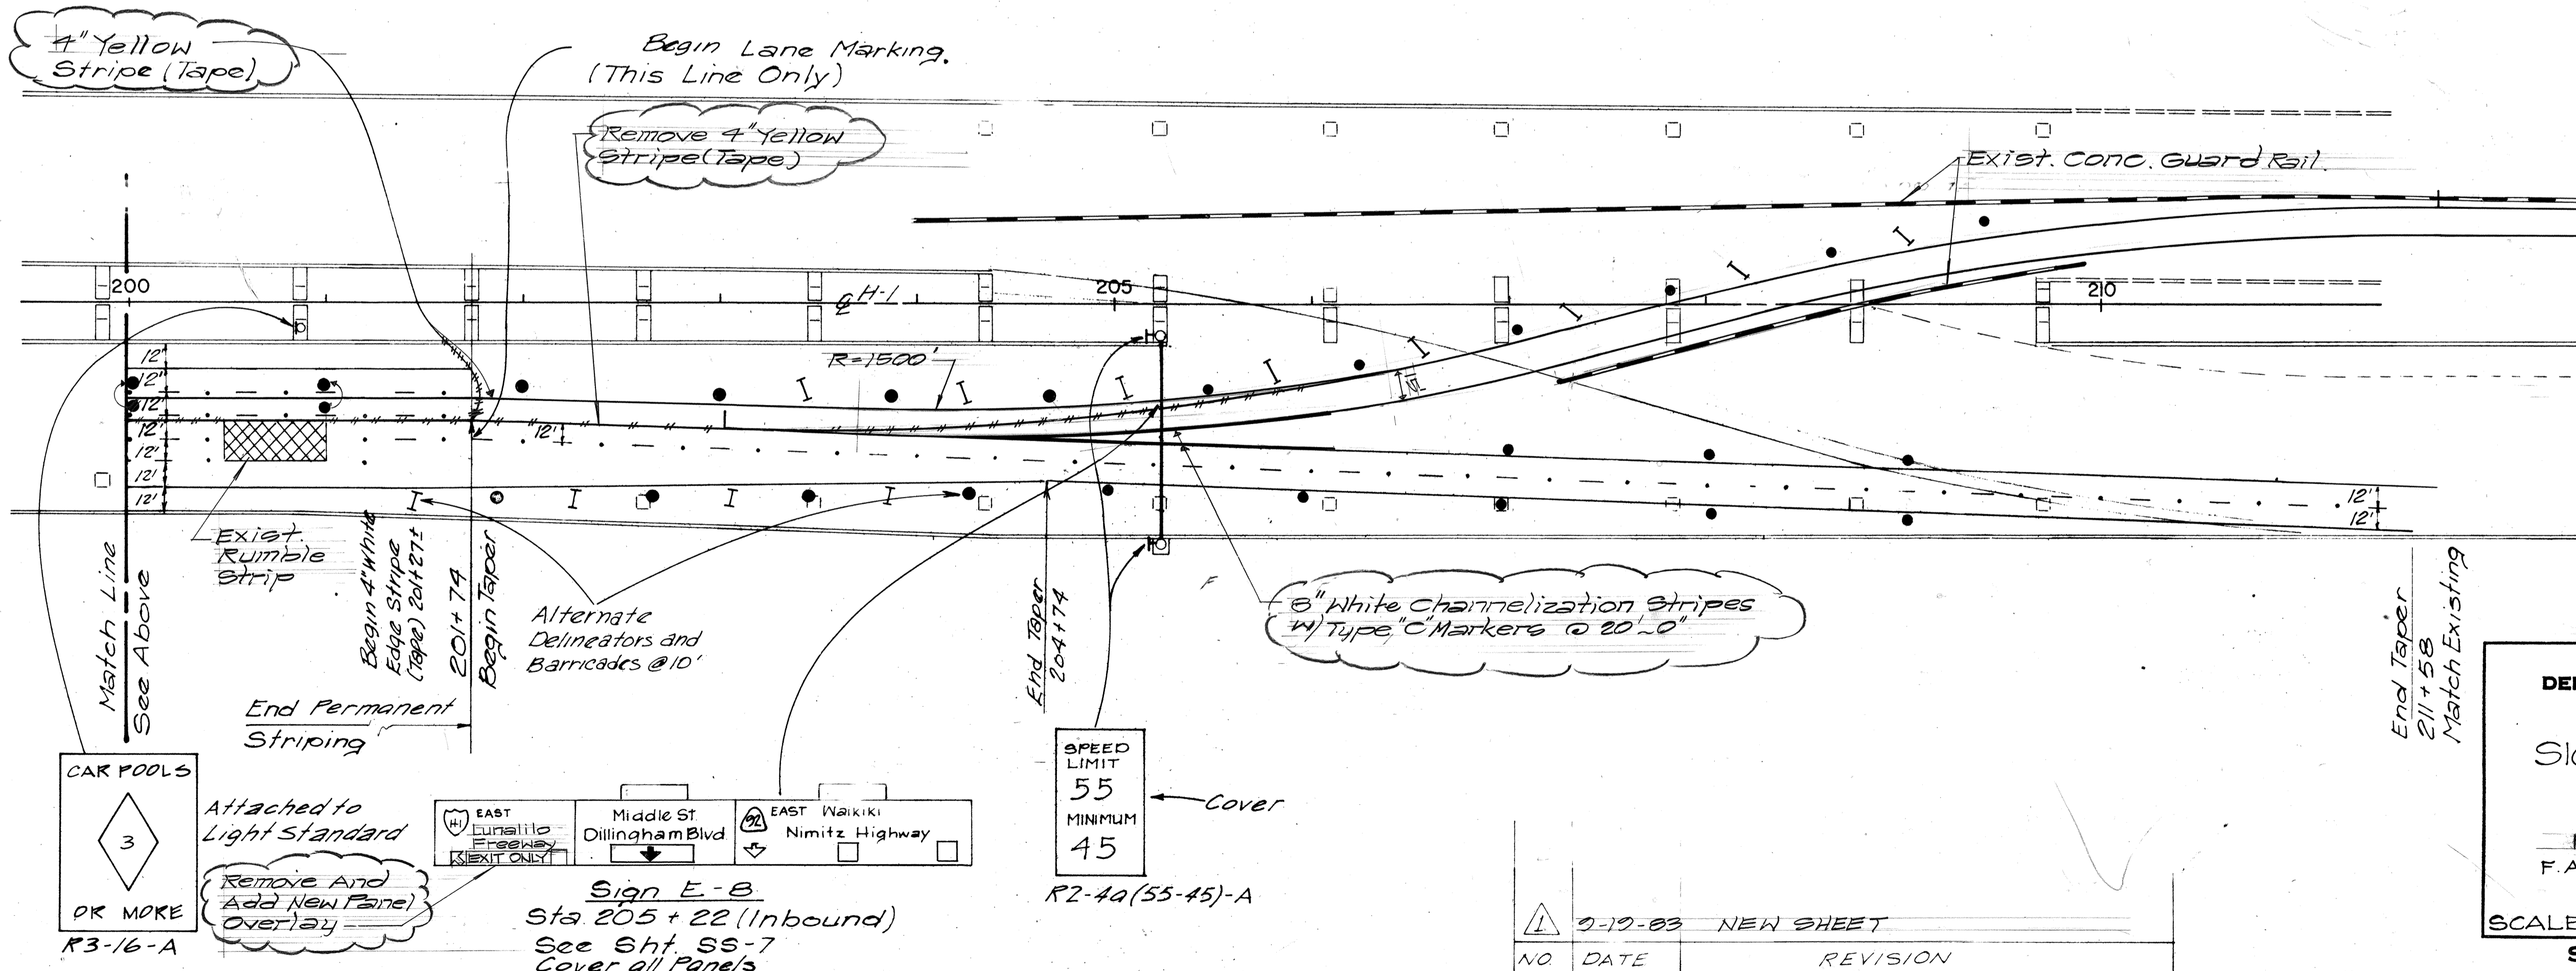 4" Yellow
Stripe (Tape)
Begin Lane Marking.
(This Line Only)
Remove 4" Yellow
Stripe (Tape)
Exist. Conc. Guard Rail.
200
℄ H-1
205
210
R=1500'
12'
12'
12'
12'
12'
12'
12'
12'
15'
12'
12'
Exist.
Rumble
Strip
Match Line
See Above
Begin 4" White
Edge Stripe
(Tape) 201+27±
201+74
Begin Taper
End Permanent
Striping
Alternate
Delineators and
Barricades @10'
End Taper
204+74
8" White Channelization Stripes
W/ Type "C" Markers @ 20'-0"
End Taper
211+58
Match Existing
CAR POOLS
3
OR MORE
R3-16-A
Attached to
Light Standard
Remove And
Add New Panel
Overlay
H-1 EAST
Lunalilo
Freeway
EXIT ONLY
Middle St.
Dillingham Blvd
92 EAST Waikiki
Nimitz Highway
Sign E-8
Sta. 205 + 22 (Inbound)
See Sht. SS-7
Cover all Panels
SPEED
LIMIT
55
MINIMUM
45
Cover
R2-4a(55-45)-A
1 9-19-83 NEW SHEET
NO. DATE REVISION
F.A
SCALE